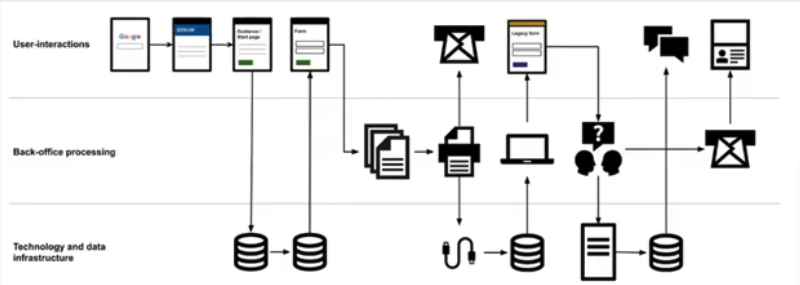 User-interactions
Google
GOV.UK
Guidance /
Start page
Form
Legacy form
?
Back-office processing
Technology and data
infrastructure